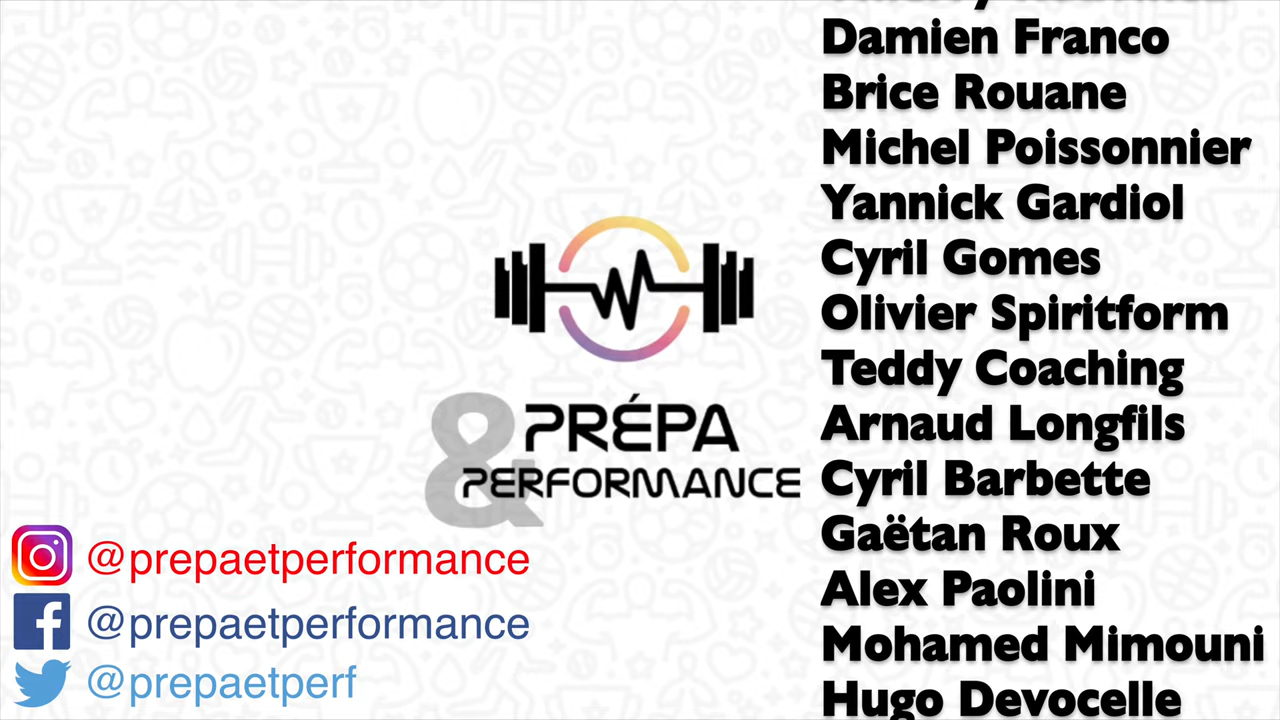 Damien Franco
Brice Rouane
Michel Poissonnier
Yannick Gardiol
Cyril Gomes
Olivier Spiritform
Teddy Coaching
Arnaud Longfils
Cyril Barbette
Gaëtan Roux
Alex Paolini
Mohamed Mimouni
Hugo Devocelle
& PRÉPA
PERFORMANCE
@prepaetperformance
@prepaetperformance
@prepaetperf